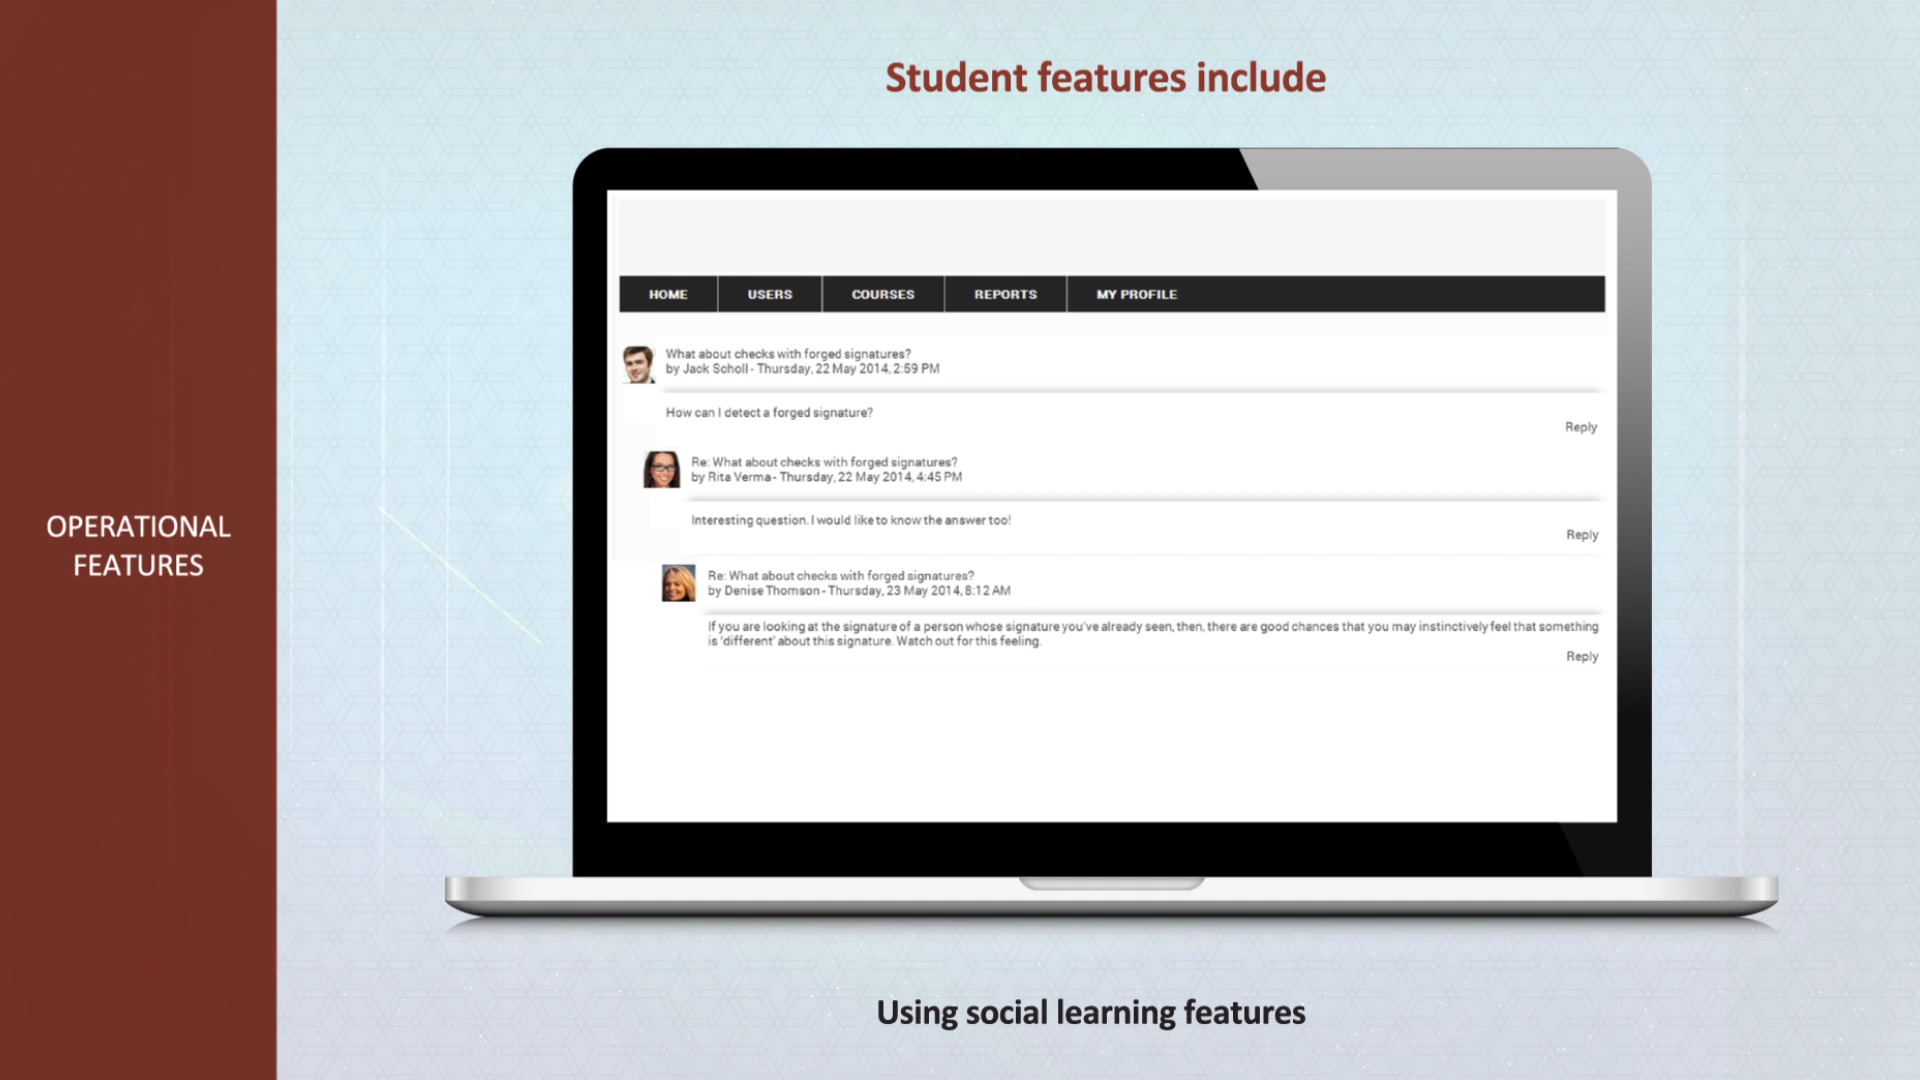 Student features include
HOME
USERS
COURSES
REPORTS
MY PROFILE
What about checks with forged signatures?
by Jack Scholl - Thursday, 22 May 2014, 2:59 PM
How can I detect a forged signature?
Reply
Re: What about checks with forged signatures?
by Rita Verma - Thursday, 22 May 2014, 4:45 PM
Interesting question. I would like to know the answer too!
Reply
Re: What about checks with forged signatures?
by Denise Thomson - Thursday, 23 May 2014, 8:12 AM
If you are looking at the signature of a person whose signature you've already seen, then, there are good chances that you may instinctively feel that something
is 'different' about this signature. Watch out for this feeling.
Reply
OPERATIONAL
FEATURES
Using social learning features